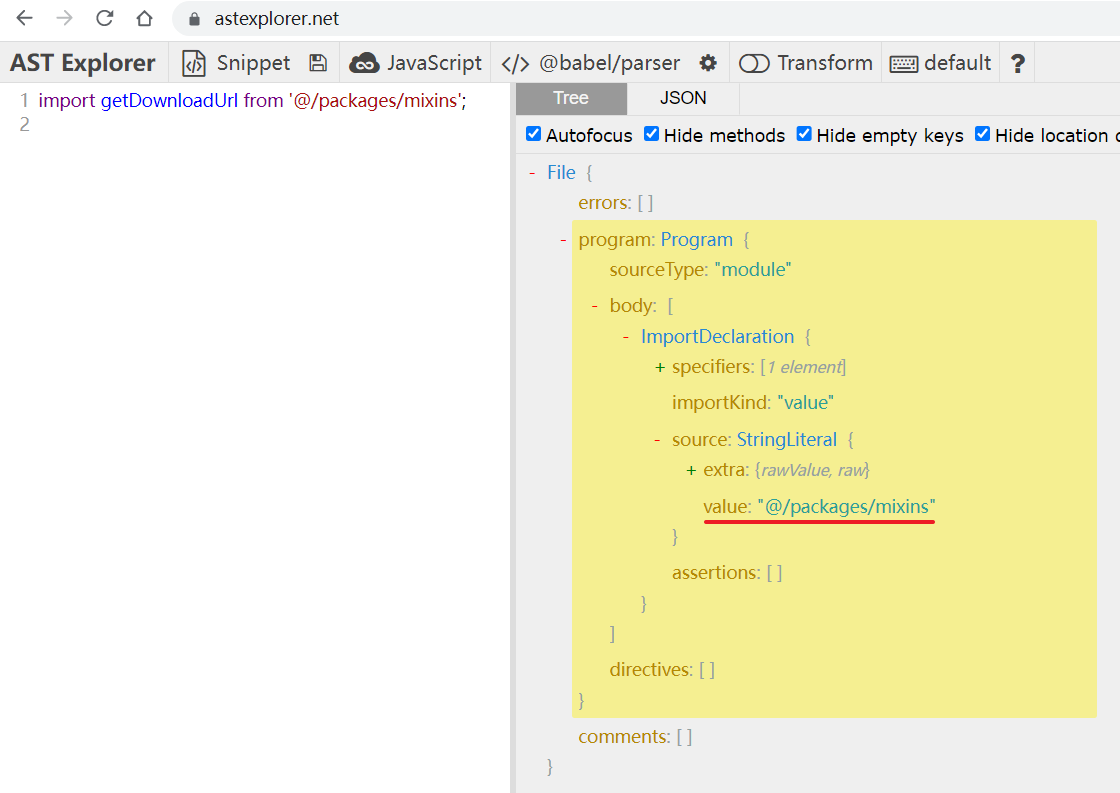 astexplorer.net
AST Explorer Snippet JavaScript </> @babel/parser Transform default ?
1 import getDownloadUrl from '@/packages/mixins';
2
Tree JSON
Autofocus Hide methods Hide empty keys Hide location
- File {
errors: [ ]
- program: Program {
sourceType: "module"
- body: [
- ImportDeclaration {
+ specifiers: [1 element]
importKind: "value"
- source: StringLiteral {
+ extra: {rawValue, raw}
value: "@/packages/mixins"
}
assertions: [ ]
}
]
directives: [ ]
}
comments: [ ]
}